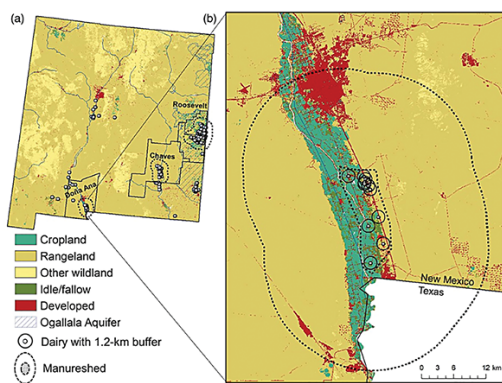 (a)
(b)
Roosevelt
Chaves
Doña Ana
Cropland
Rangeland
Other wildland
Idle/fallow
Developed
Ogallala Aquifer
Dairy with 1.2-km buffer
Manureshed
New Mexico
Texas
0 3 6 12 km